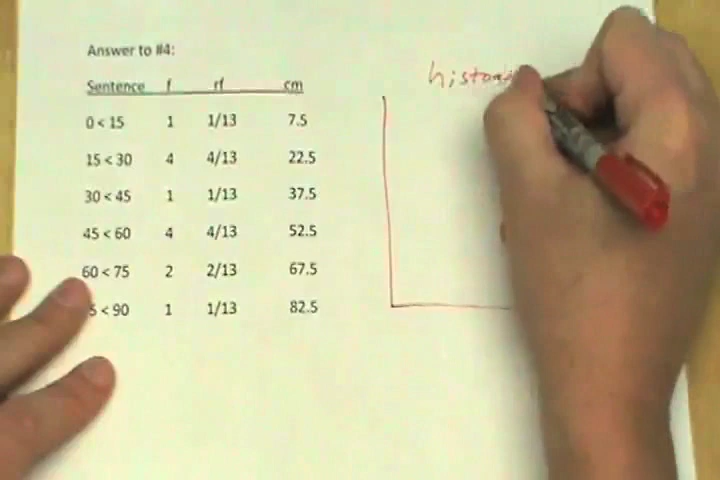 Answer to #4:
Sentence f rf cm
0 < 15 1 1/13 7.5
15 < 30 4 4/13 22.5
30 < 45 1 1/13 37.5
45 < 60 4 4/13 52.5
60 < 75 2 2/13 67.5
5 < 90 1 1/13 82.5